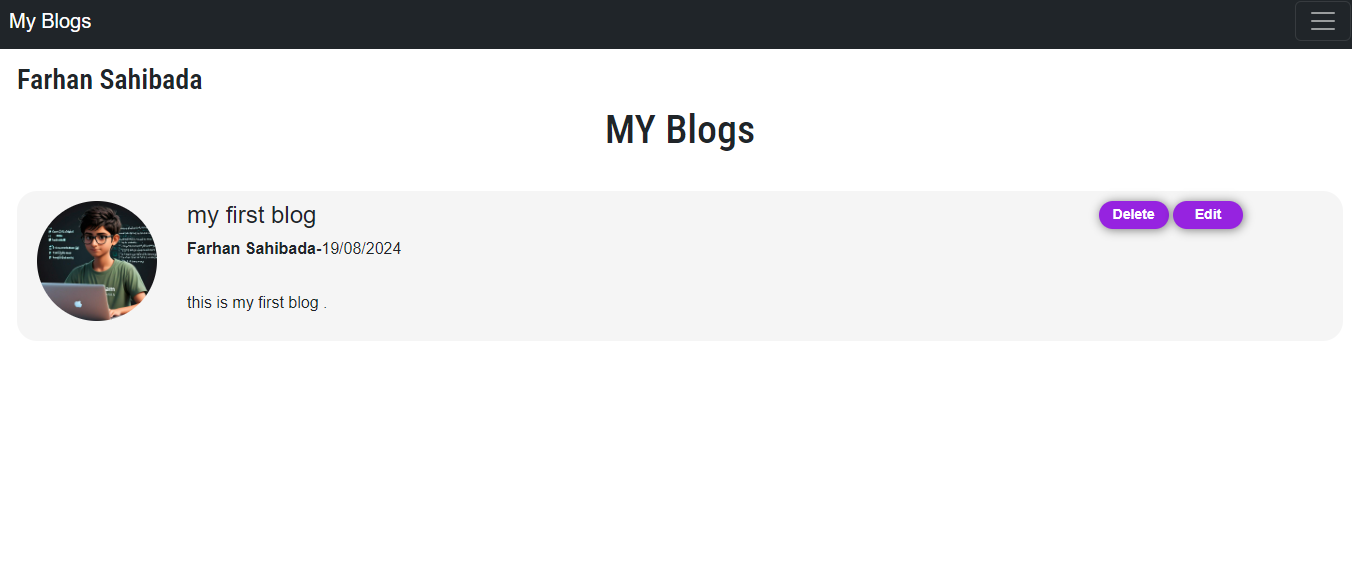 My Blogs
Farhan Sahibada
MY Blogs
my first blog
Delete Edit
Farhan Sahibada-19/08/2024
this is my first blog .